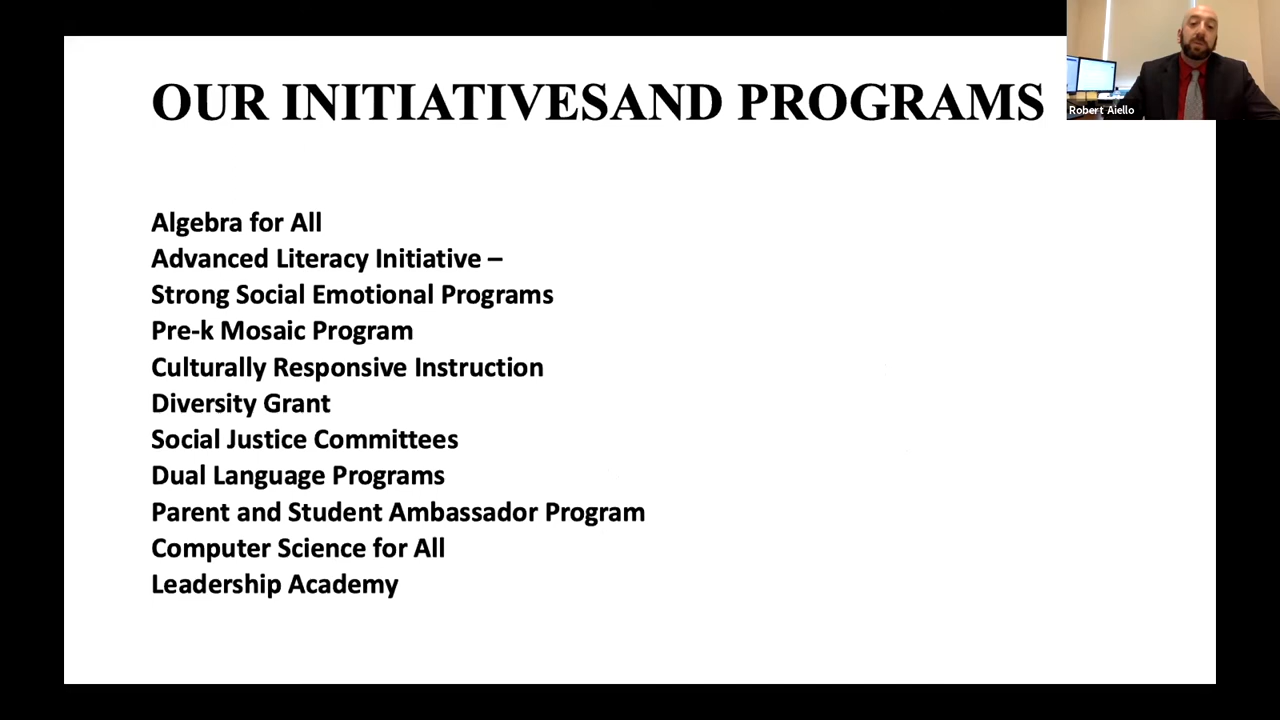 OUR INITIATIVESAND PROGRAMS
Robert Aiello
Algebra for All
Advanced Literacy Initiative –
Strong Social Emotional Programs
Pre-k Mosaic Program
Culturally Responsive Instruction
Diversity Grant
Social Justice Committees
Dual Language Programs
Parent and Student Ambassador Program
Computer Science for All
Leadership Academy